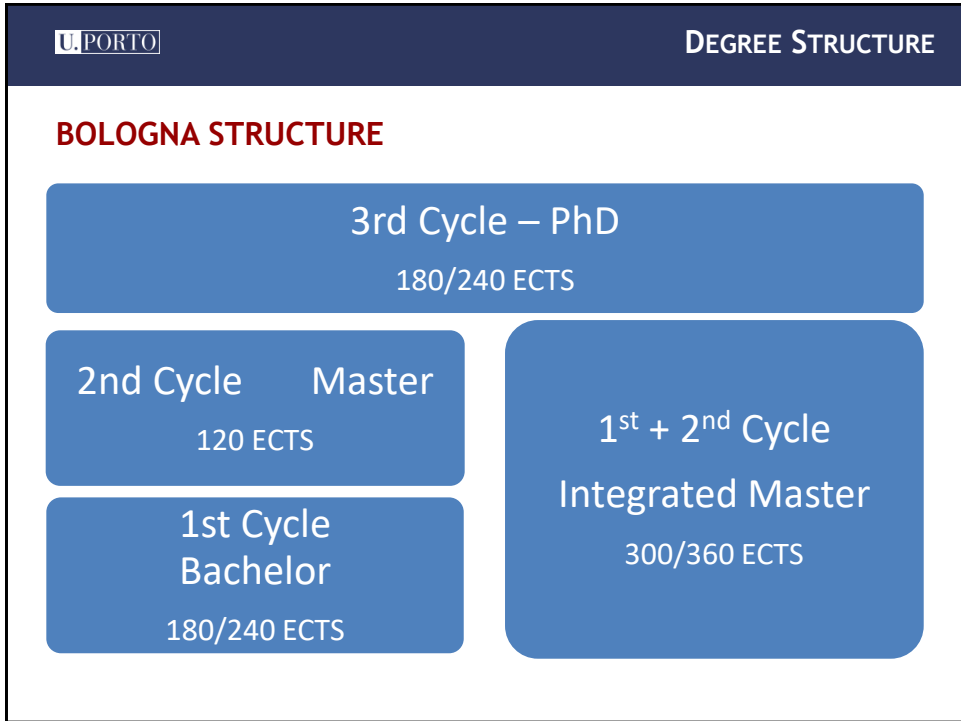 U.PORTO
DEGREE STRUCTURE
BOLOGNA STRUCTURE
3rd Cycle – PhD
180/240 ECTS
2nd Cycle Master
120 ECTS
1st Cycle
Bachelor
180/240 ECTS
1st + 2nd Cycle
Integrated Master
300/360 ECTS